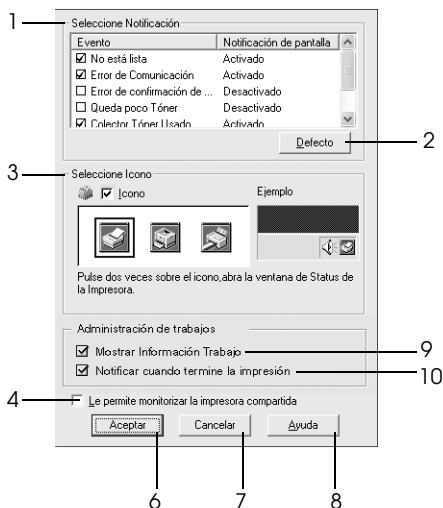 1
Seleccione Notificación
Evento Notificación de pantalla
No está lista Activado
Error de Comunicación Activado
Error de confirmación de ... Desactivado
Queda poco Tóner Desactivado
Colector Tóner Usado Activado
Defecto 2
3 Seleccione Icono
Icono Ejemplo
Pulse dos veces sobre el icono,abra la ventana de Status de
la Impresora.
Administración de trabajos
Mostrar Información Trabajo 9
Notificar cuando termine la impresión 10
4 Le permite monitorizar la impresora compartida
Aceptar Cancelar Ayuda
6 7 8